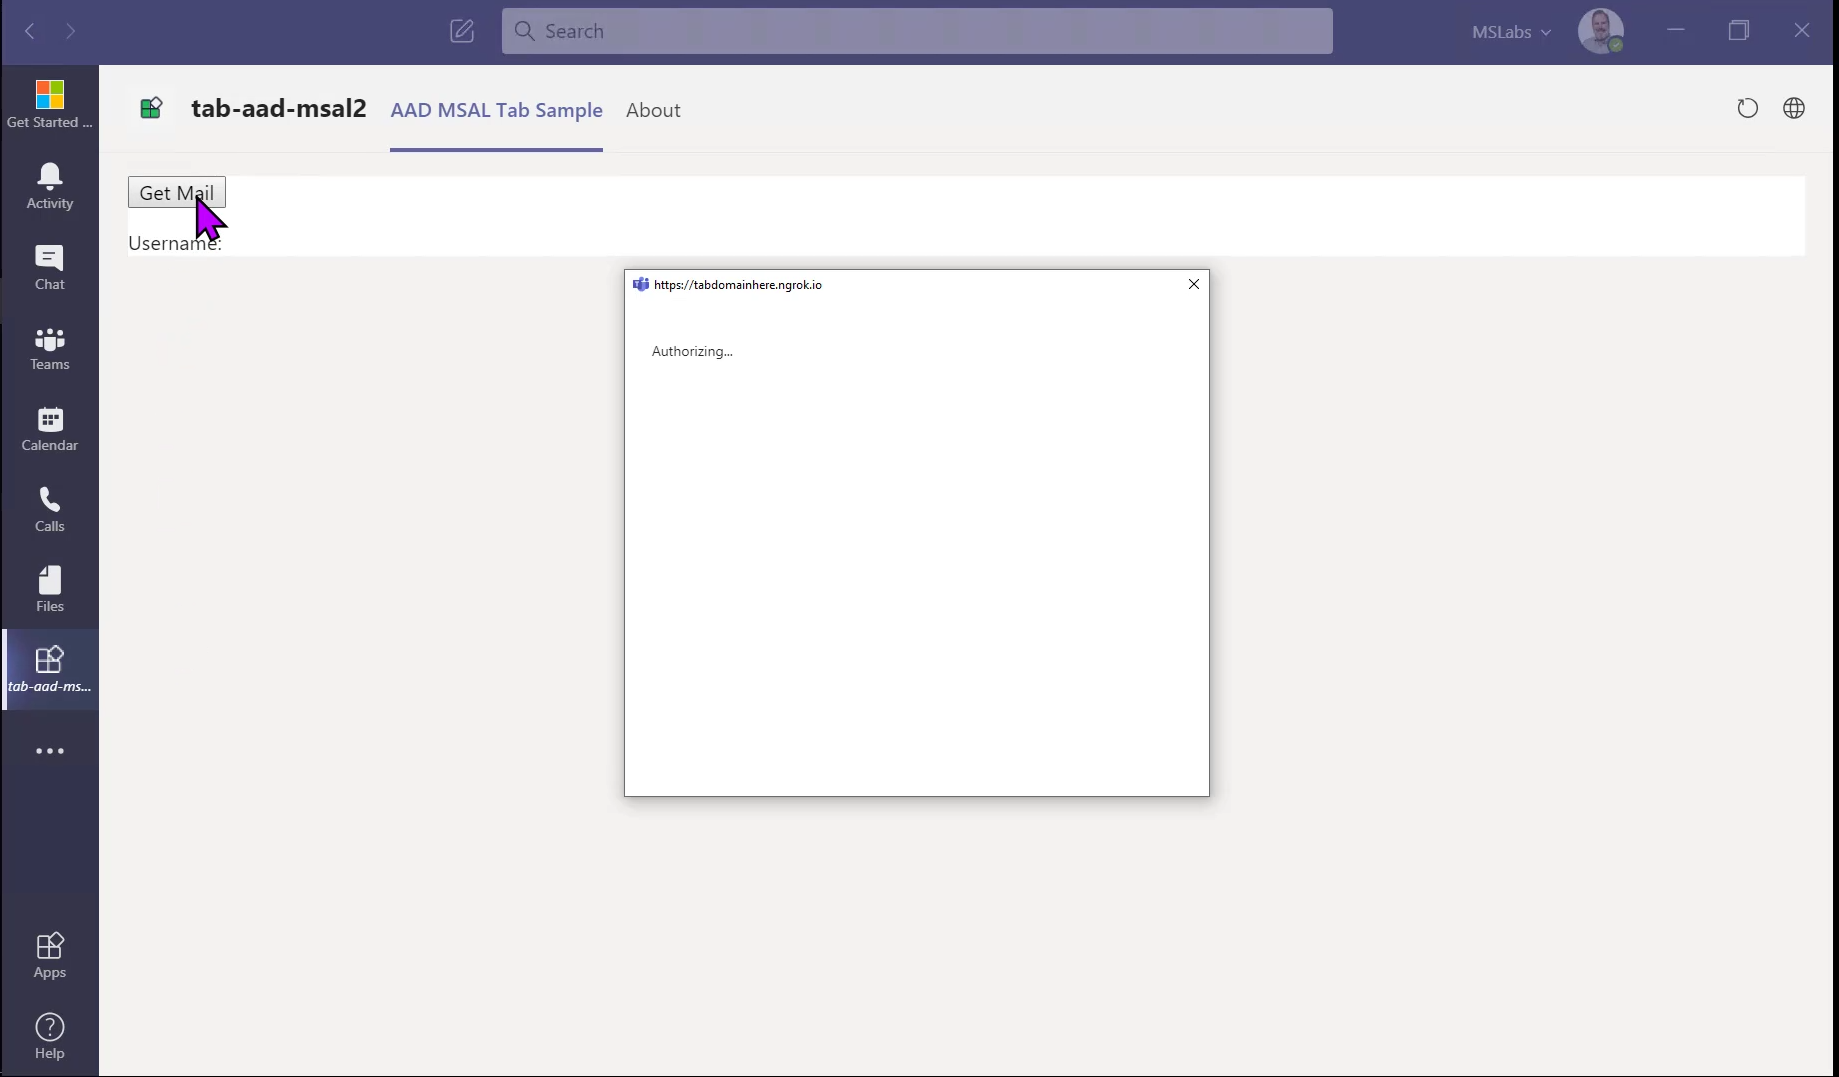 Search
MSLabs
Get Started ...
Activity
Chat
Teams
Calendar
Calls
Files
tab-aad-ms...
Apps
Help
tab-aad-msal2
AAD MSAL Tab Sample
About
Get Mail
Username:
https://tabdomainhere.ngrok.io
Authorizing...